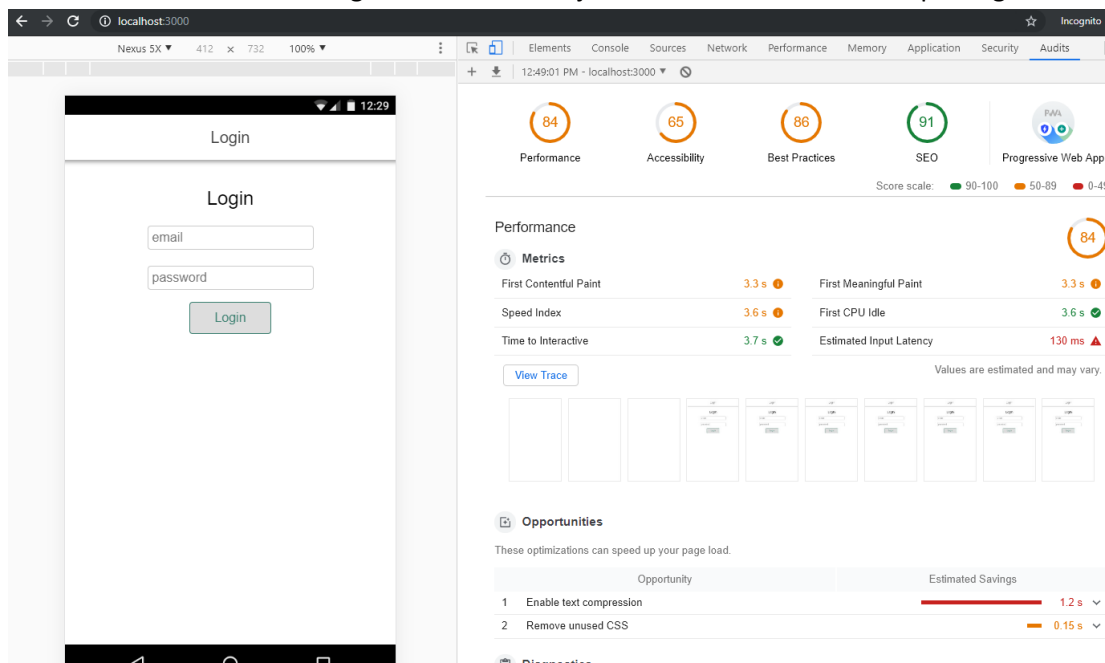 localhost:3000
Incognito
Nexus 5X ▼ 412 × 732 100% ▼
Elements Console Sources Network Performance Memory Application Security Audits
12:49:01 PM - localhost:3000 ▼
12:29
Login
Login
email
password
Login
84 65 86 91 PWA
Performance Accessibility Best Practices SEO Progressive Web App
Score scale: 90-100 50-89 0-49
Performance
84
Metrics
First Contentful Paint 3.3 s First Meaningful Paint 3.3 s
Speed Index 3.6 s First CPU Idle 3.6 s
Time to Interactive 3.7 s Estimated Input Latency 130 ms
View Trace
Values are estimated and may vary.
Opportunities
These optimizations can speed up your page load.
Opportunity Estimated Savings
1 Enable text compression 1.2 s
2 Remove unused CSS 0.15 s